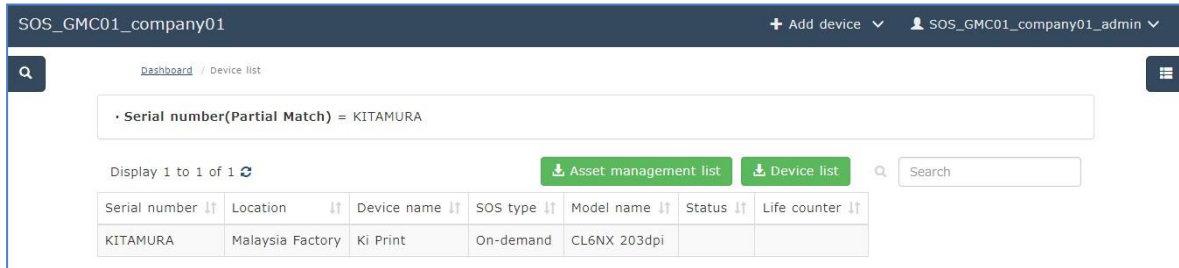 SOS_GMC01_company01 Add device SOS_GMC01_company01_admin
Dashboard / Device list
· Serial number(Partial Match) = KITAMURA
Display 1 to 1 of 1 Asset management list Device list Search
Serial number Location Device name SOS type Model name Status Life counter
KITAMURA Malaysia Factory Ki Print On-demand CL6NX 203dpi